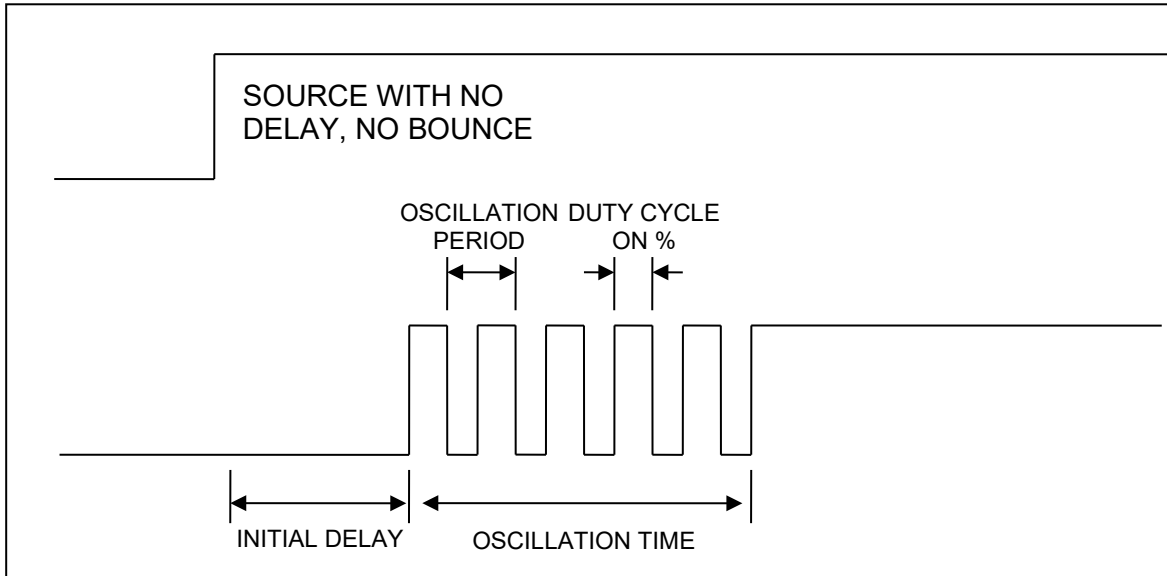 SOURCE WITH NO
DELAY, NO BOUNCE
OSCILLATION
PERIOD
DUTY CYCLE
ON %
INITIAL DELAY
OSCILLATION TIME